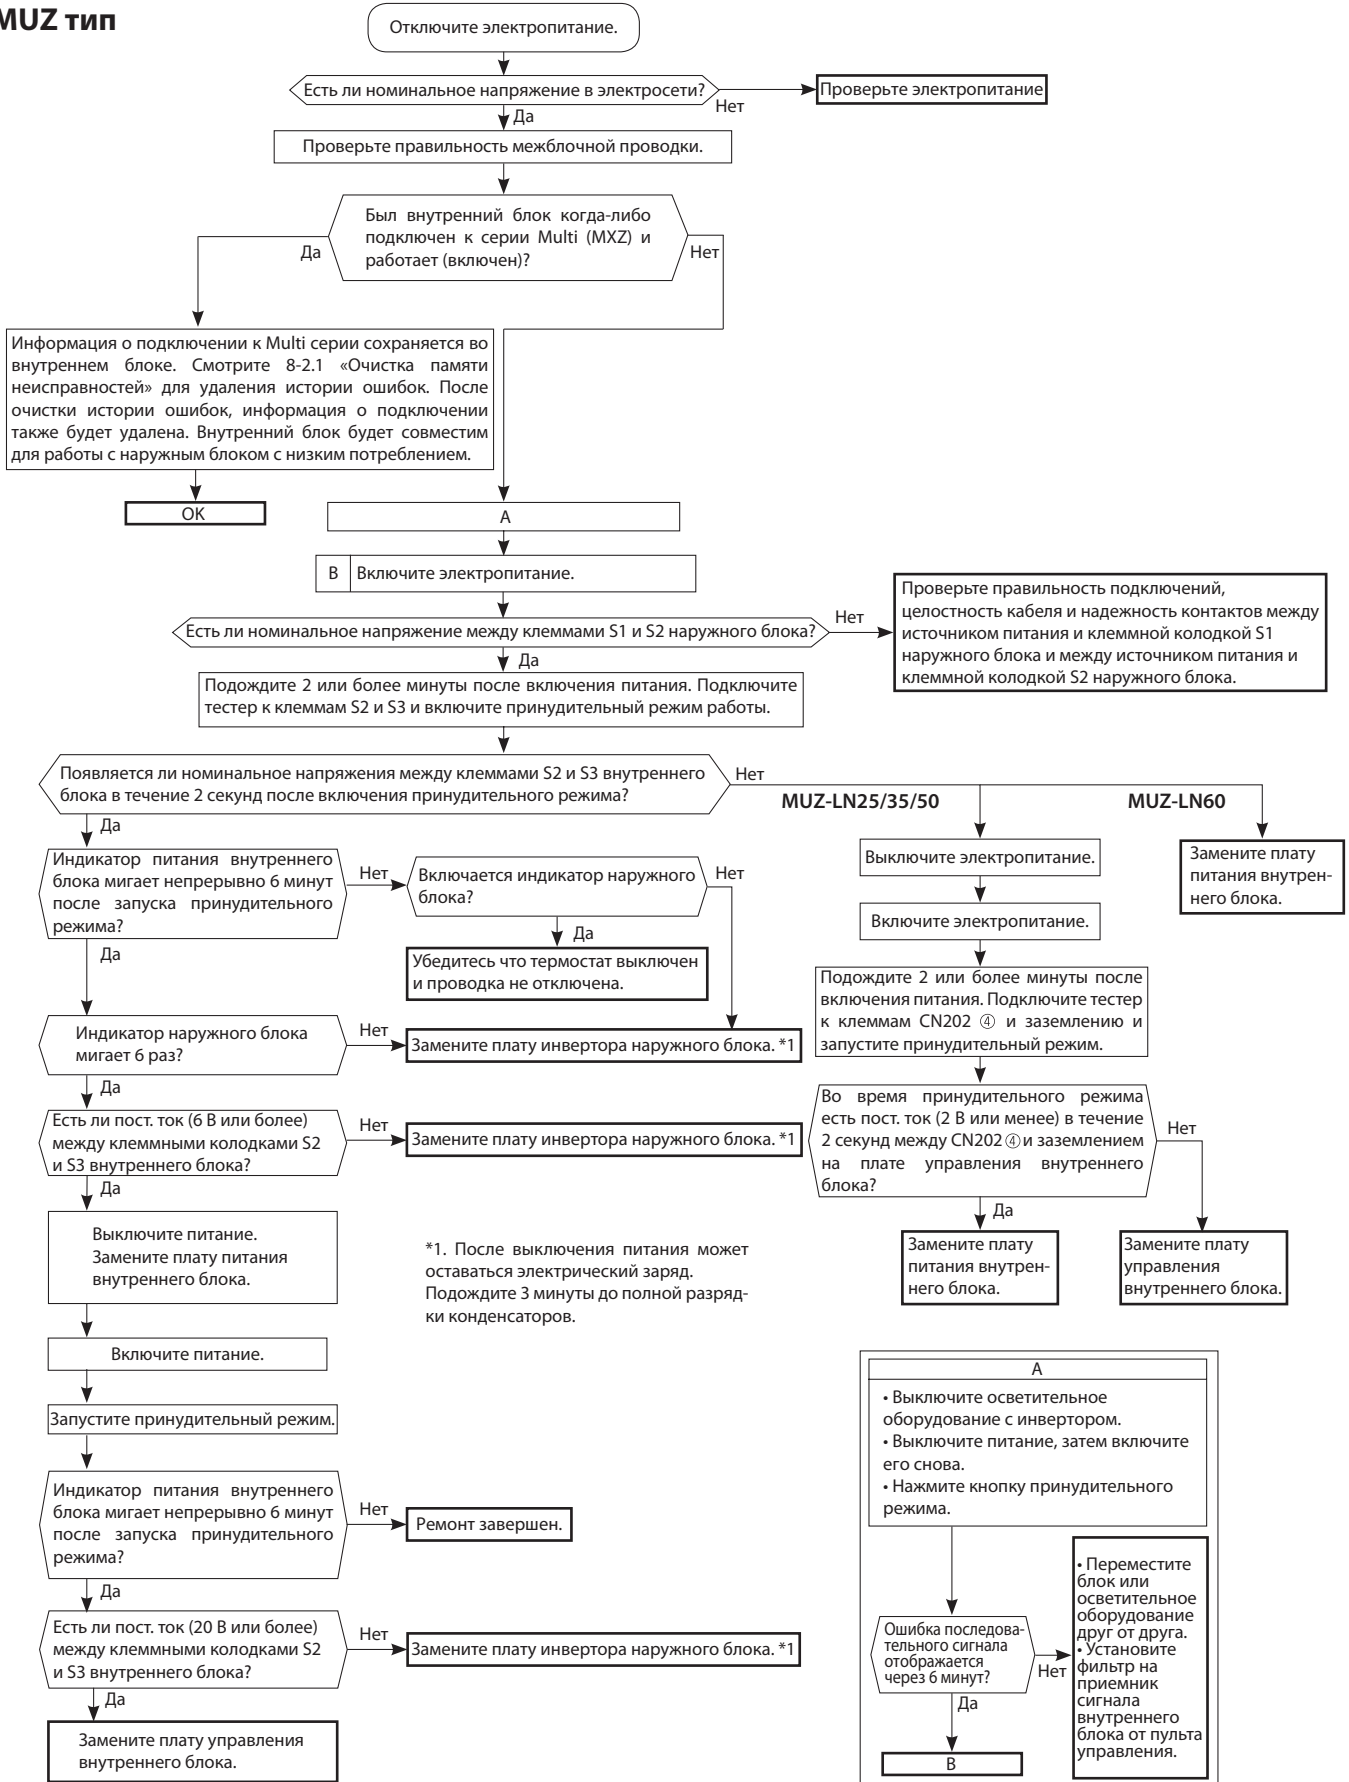 MUZ тип
Отключите электропитание.
Есть ли номинальное напряжение в электросети?
Нет
Проверьте электропитание
Да
Проверьте правильность межблочной проводки.
Был внутренний блок когда-либо
подключен к серии Multi (MXZ) и
работает (включен)?
Да
Нет
Информация о подключении к Multi серии сохраняется во
внутреннем блоке. Смотрите 8-2.1 «Очистка памяти
неисправностей» для удаления истории ошибок. После
очистки истории ошибок, информация о подключении
также будет удалена. Внутренний блок будет совместим
для работы с наружным блоком с низким потреблением.
OK
A
B Включите электропитание.
Есть ли номинальное напряжение между клеммами S1 и S2 наружного блока?
Нет
Проверьте правильность подключений,
целостность кабеля и надежность контактов между
источником питания и клеммной колодкой S1
наружного блока и между источником питания и
клеммной колодкой S2 наружного блока.
Да
Подождите 2 или более минуты после включения питания. Подключите
тестер к клеммам S2 и S3 и включите принудительный режим работы.
Появляется ли номинальное напряжения между клеммами S2 и S3 внутреннего
блока в течение 2 секунд после включения принудительного режима?
Нет
MUZ-LN25/35/50
MUZ-LN60
Да
Индикатор питания внутреннего
блока мигает непрерывно 6 минут
после запуска принудительного
режима?
Нет
Включается индикатор наружного
блока?
Нет
Да
Убедитесь что термостат выключен
и проводка не отключена.
Да
Индикатор наружного блока
мигает 6 раз?
Нет
Замените плату инвертора наружного блока. *1
Да
Есть ли пост. ток (6 В или более)
между клеммными колодками S2
и S3 внутреннего блока?
Нет
Замените плату инвертора наружного блока. *1
Да
Выключите питание.
Замените плату питания
внутреннего блока.
Включите питание.
Запустите принудительный режим.
Индикатор питания внутреннего
блока мигает непрерывно 6 минут
после запуска принудительного
режима?
Нет
Ремонт завершен.
Да
Есть ли пост. ток (20 В или более)
между клеммными колодками S2
и S3 внутреннего блока?
Нет
Замените плату инвертора наружного блока. *1
Да
Замените плату управления
внутреннего блока.
*1. После выключения питания может
оставаться электрический заряд.
Подождите 3 минуты до полной разряд-
ки конденсаторов.
Выключите электропитание.
Включите электропитание.
Подождите 2 или более минуты после
включения питания. Подключите тестер
к клеммам CN202 ④ и заземлению и
запустите принудительный режим.
Во время принудительного режима
есть пост. ток (2 В или менее) в течение
2 секунд между CN202④и заземлением
на плате управления внутреннего
блока?
Нет
Да
Замените плату
питания внутрен-
него блока.
Замените плату
управления
внутреннего блока.
Замените плату
питания внутрен-
него блока.
A
• Выключите осветительное
оборудование с инвертором.
• Выключите питание, затем включите
его снова.
• Нажмите кнопку принудительного
режима.
Ошибка последова-
тельного сигнала
отображается
через 6 минут?
Нет
• Переместите
блок или
осветительное
оборудование
друг от друга.
• Установите
фильтр на
приемник
сигнала
внутреннего
блока от пульта
управления.
Да
B